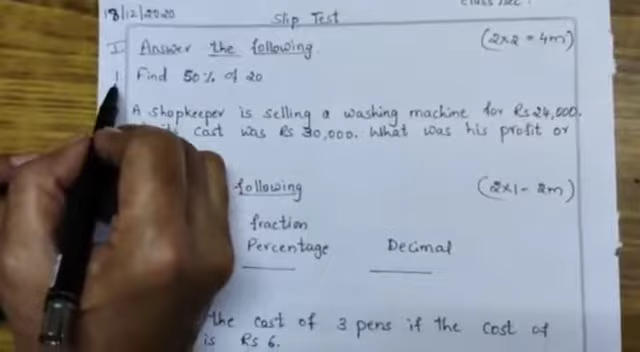 18/12/2020
Slip Test
I Answer the following. (2x2 = 4m)
1. Find 50% of 20
A shopkeeper is selling a washing machine for Rs 24,000.
cost was Rs 30,000. What was his profit or
following (2x1 - 2m)
fraction
Percentage Decimal
the cost of 3 pens if the cost of
is Rs 6.